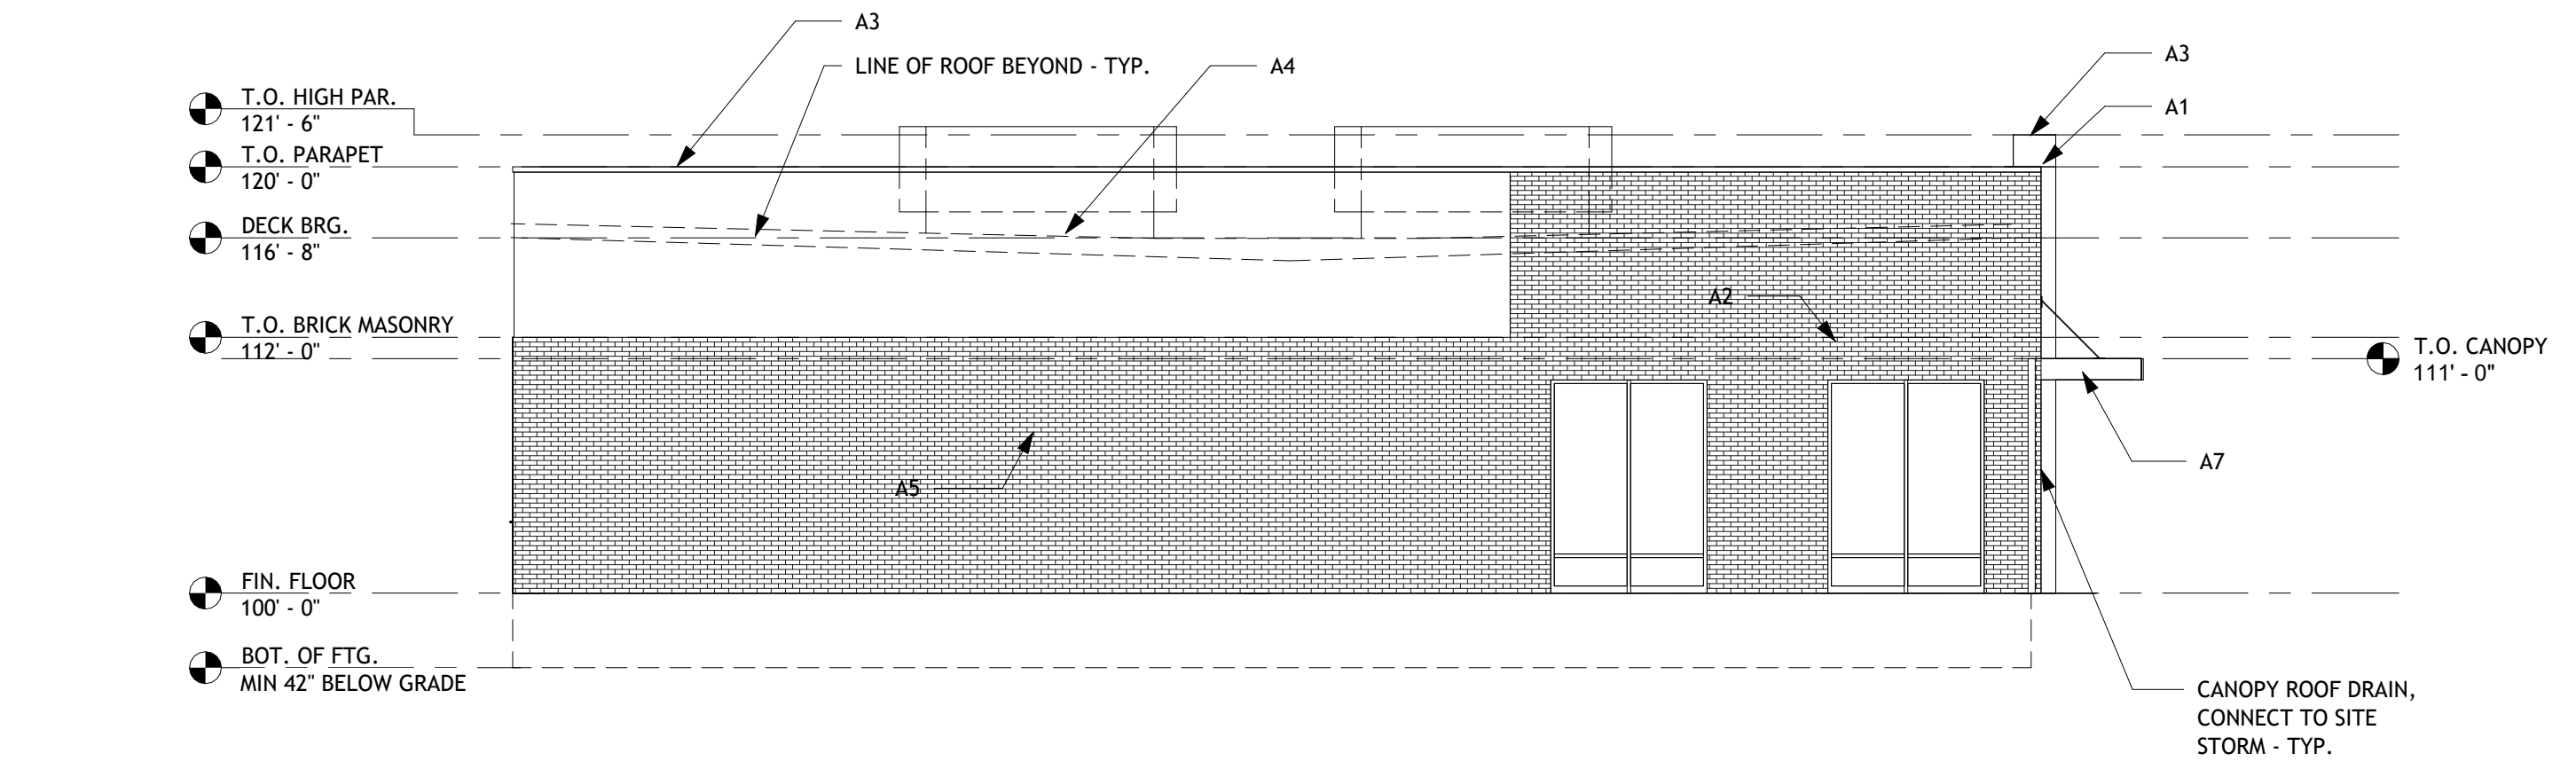 A3
LINE OF ROOF BEYOND - TYP.
A4
A3
A1
T.O. HIGH PAR.
121' - 6"
T.O. PARAPET
120' - 0"
DECK BRG.
116' - 8"
A2
T.O. BRICK MASONRY
112' - 0"
T.O. CANOPY
111' - 0"
A7
A5
FIN. FLOOR
100' - 0"
BOT. OF FTG.
MIN 42" BELOW GRADE
CANOPY ROOF DRAIN,
CONNECT TO SITE
STORM - TYP.